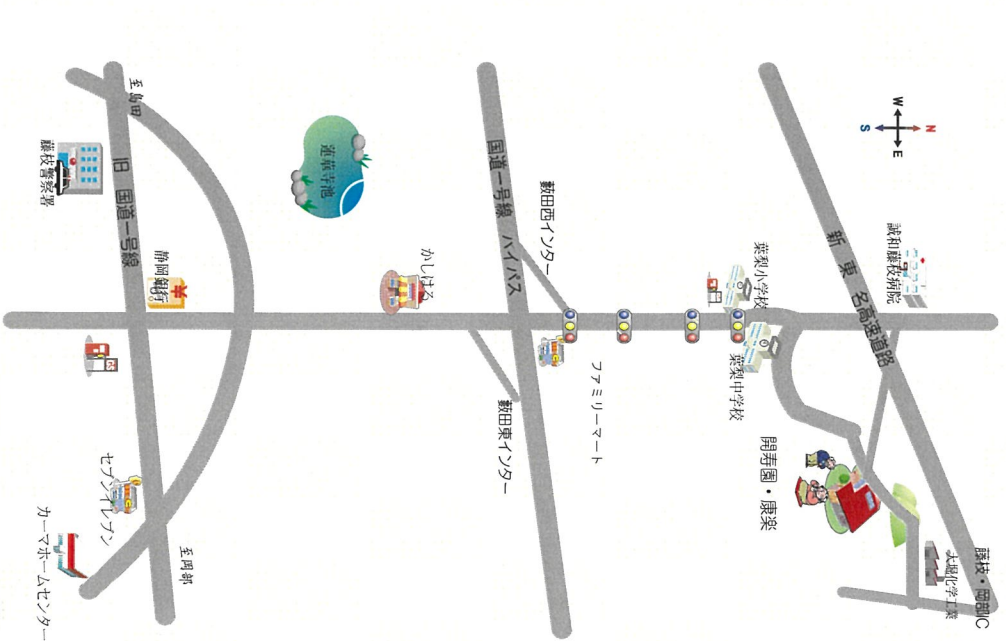 W
N
S
E
至島田
藤枝警察署
旧 国道一号線
静岡銀行
蓮華寺池
かしはる
国道一号線 バイパス
藪田西インター
葉梨小学校
新東名高速道路
誠和藤枝病院
ファミリーマート
葉梨中学校
藪田東インター
開寿園・康楽
セブンイレブン
カーマホームセンター
至岡部
大堀化学工業
藤枝・岡部IC